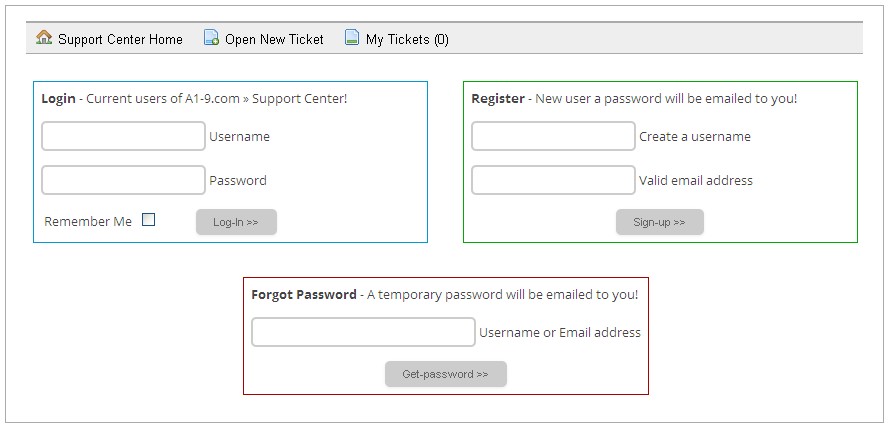 Support Center Home Open New Ticket My Tickets (0)
Login - Current users of A1-9.com » Support Center!
Username
Password
Remember Me Log-In >>
Register - New user a password will be emailed to you!
Create a username
Valid email address
Sign-up >>
Forgot Password - A temporary password will be emailed to you!
Username or Email address
Get-password >>